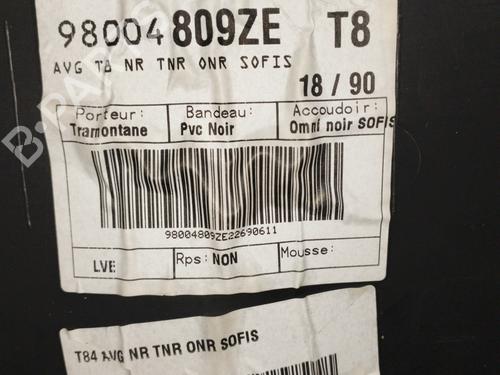 98004809ZE T8
AVG T8 NR TNR ONR SOFIS
18 / 90
Porteur: Bandeau: Accoudoir:
Tramontane Pvc Noir Omni noir SOFIS
98004809ZE22690611
LVE Rps: NON Mousse:
T84 AVG NR TNR ONR SOFIS